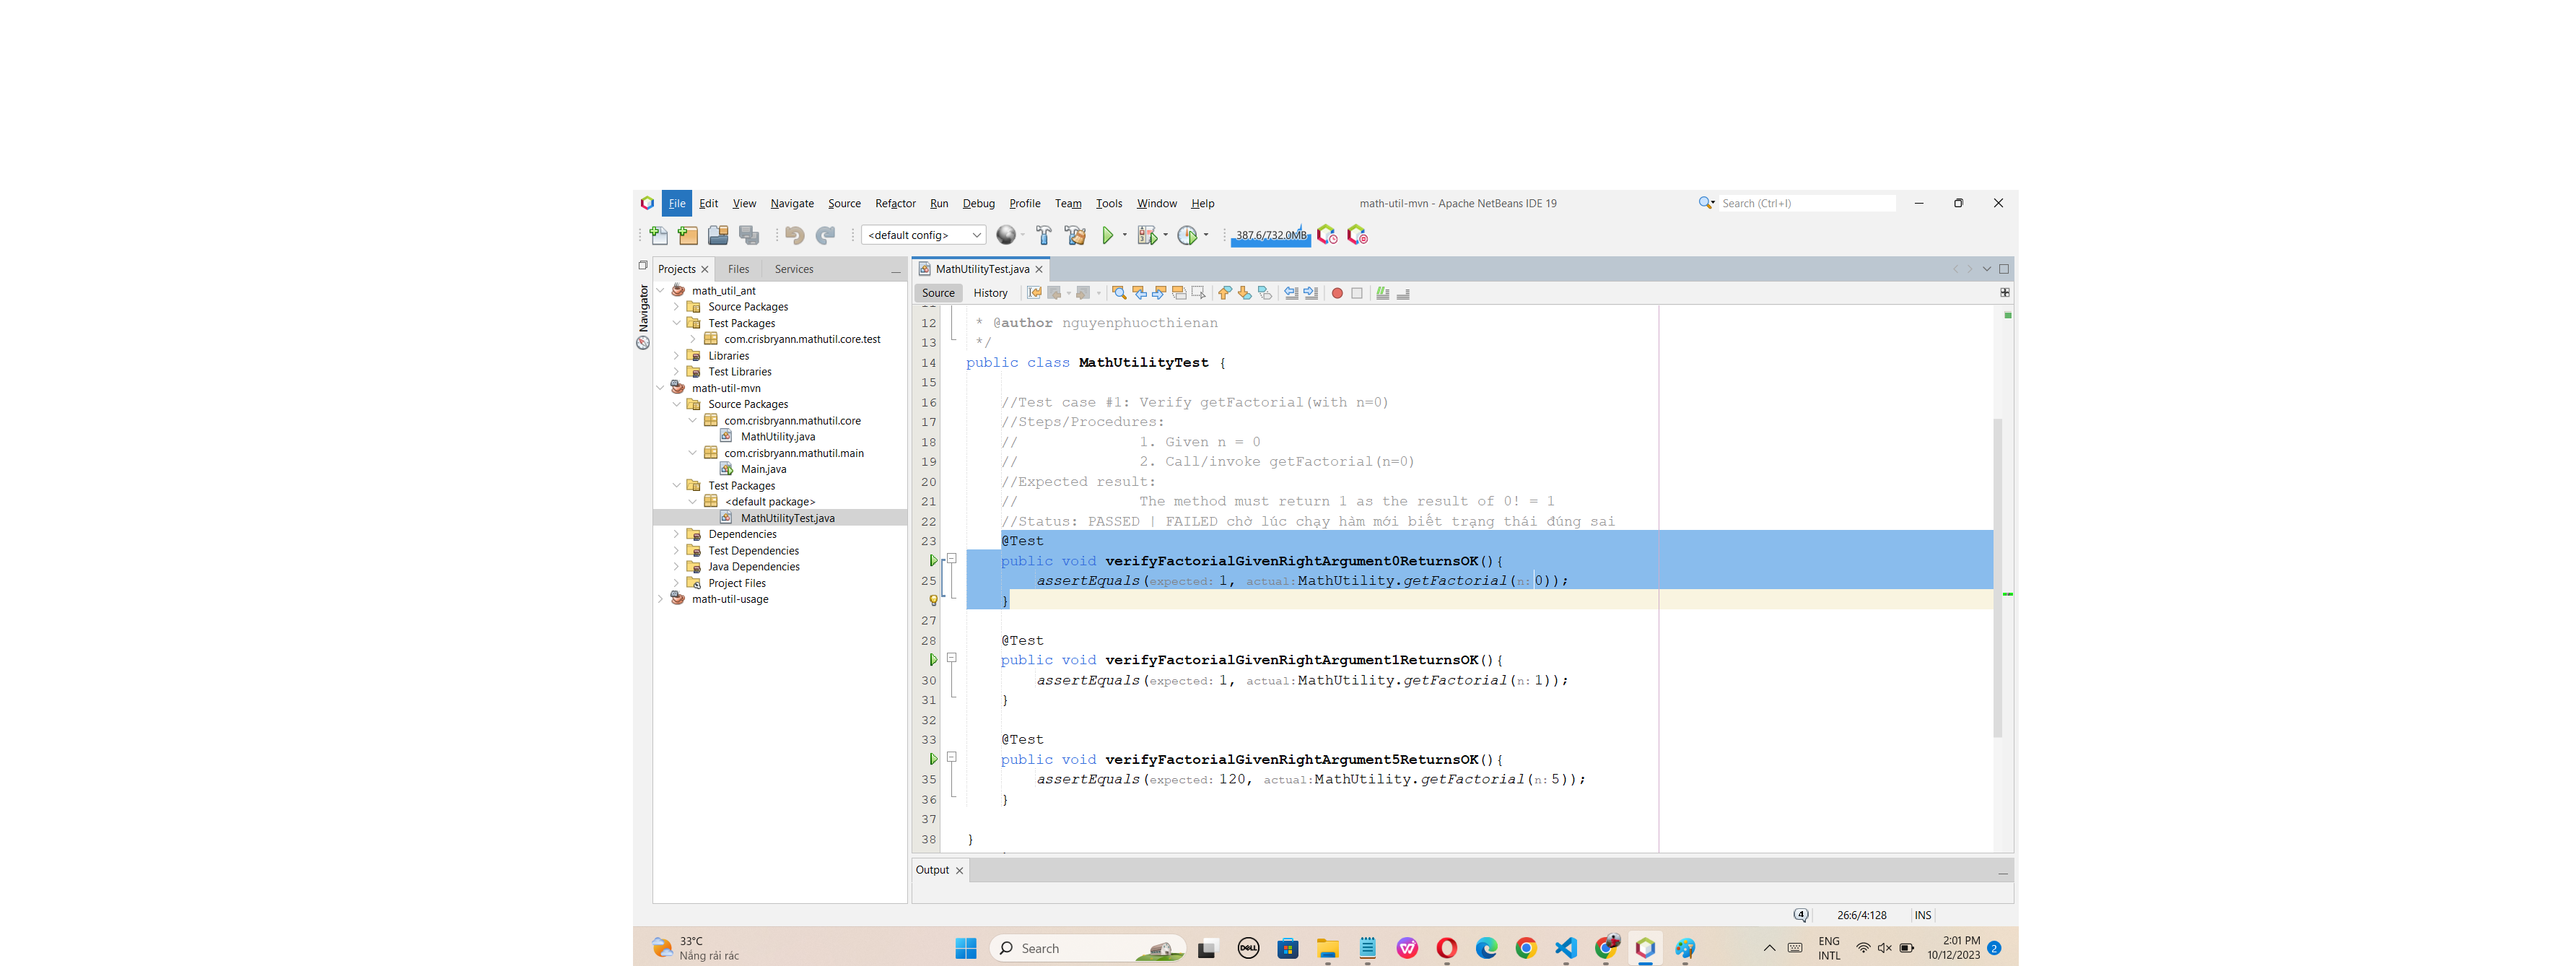 File Edit View Navigate Source Refactor Run Debug Profile Team Tools Window Help
math-util-mvn - Apache NetBeans IDE 19
Search (Ctrl+I)
<default config>
387.6/732.0MB
Projects Files Services
Navigator
math_util_ant
Source Packages
Test Packages
com.crisbryann.mathutil.core.test
Libraries
Test Libraries
math-util-mvn
Source Packages
com.crisbryann.mathutil.core
MathUtility.java
com.crisbryann.mathutil.main
Main.java
Test Packages
<default package>
MathUtilityTest.java
Dependencies
Test Dependencies
Java Dependencies
Project Files
math-util-usage
MathUtilityTest.java
Source History
12 * @author nguyenphuocthienan
13 */
14 public class MathUtilityTest {
15
16 //Test case #1: Verify getFactorial(with n=0)
17 //Steps/Procedures:
18 // 1. Given n = 0
19 // 2. Call/invoke getFactorial(n=0)
20 //Expected result:
21 // The method must return 1 as the result of 0! = 1
22 //Status: PASSED | FAILED chờ lúc chạy hàm mới biết trạng thái đúng sai
23 @Test
public void verifyFactorialGivenRightArgument0ReturnsOK(){
25 assertEquals(expected: 1, actual: MathUtility.getFactorial(n: 0));
}
27
28 @Test
public void verifyFactorialGivenRightArgument1ReturnsOK(){
30 assertEquals(expected: 1, actual: MathUtility.getFactorial(n: 1));
31 }
32
33 @Test
public void verifyFactorialGivenRightArgument5ReturnsOK(){
35 assertEquals(expected: 120, actual: MathUtility.getFactorial(n: 5));
36 }
37
38 }
Output
4 26:6/4:128 INS
33°C
Nắng rải rác
Search
DELL
ENG
INTL
2:01 PM
10/12/2023
2